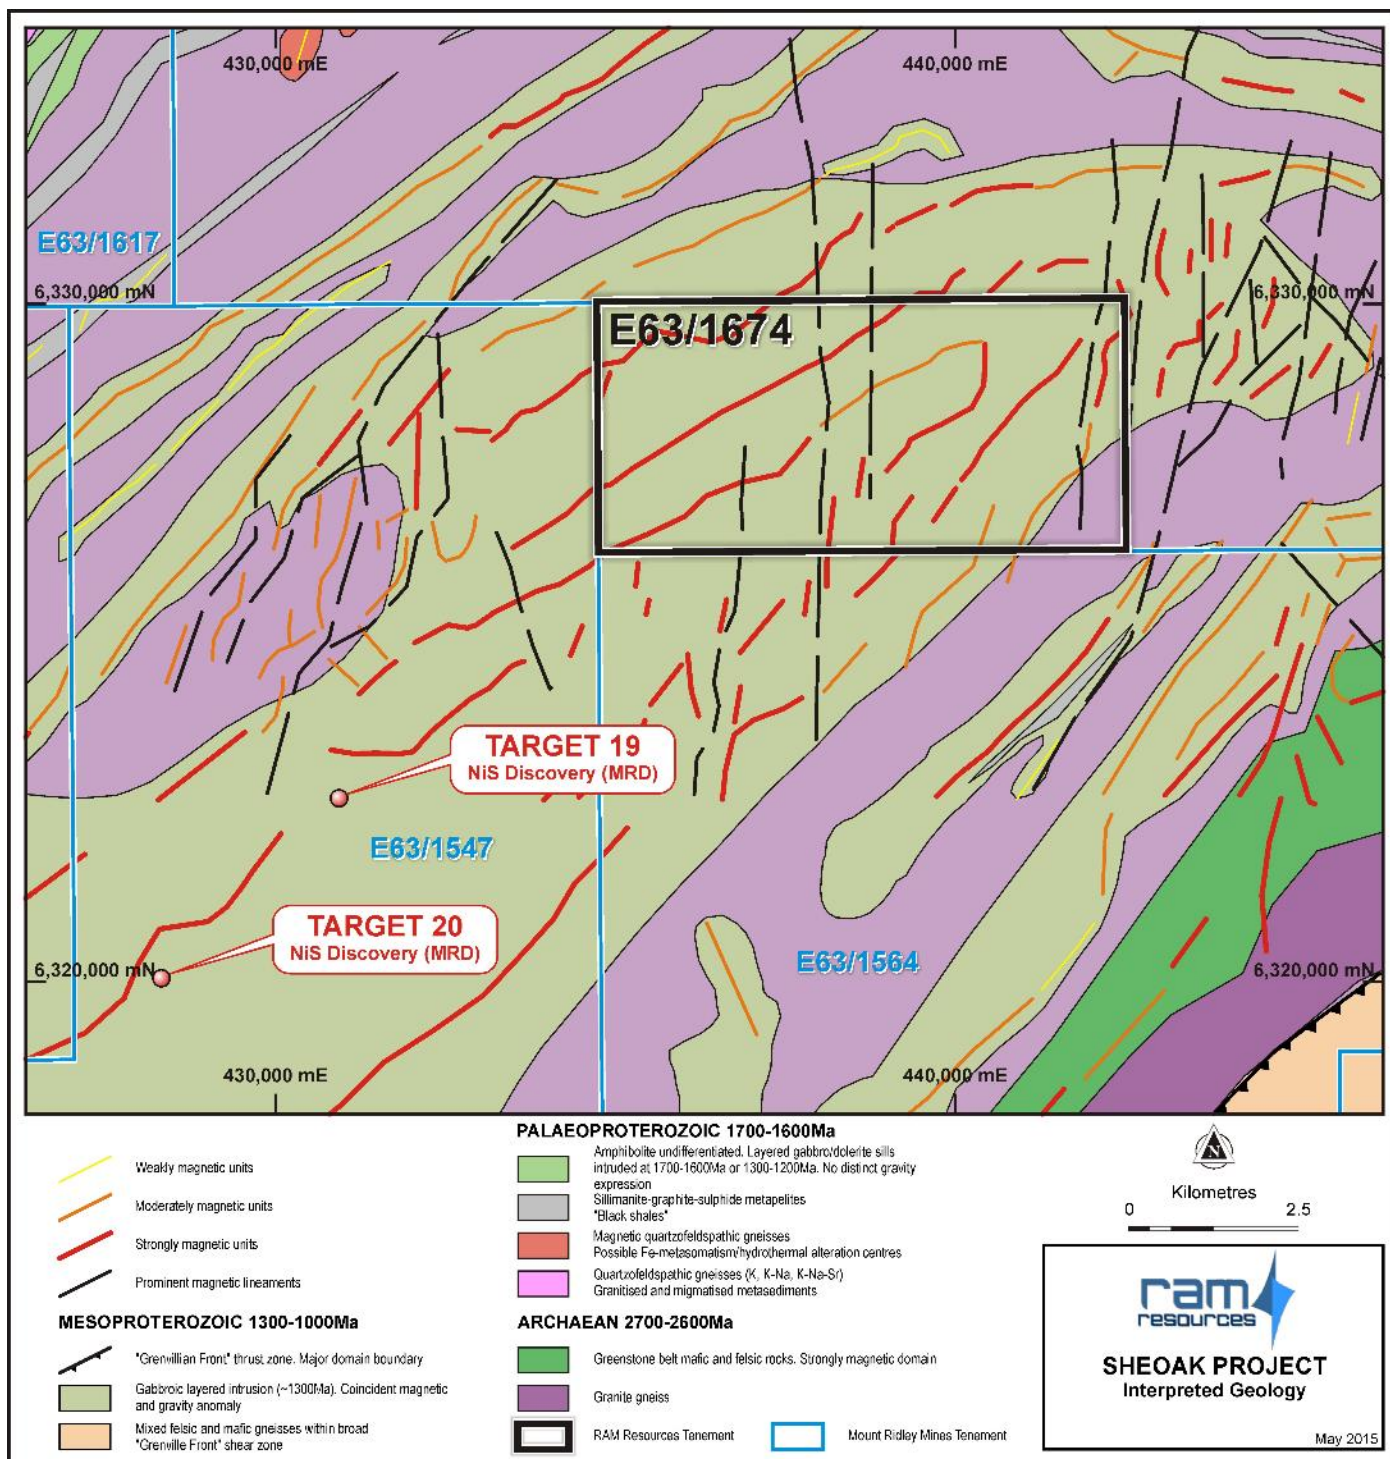 430,000 mE
440,000 mE
E63/1617
6,330,000 mN
6,330,000 mN
E63/1674
TARGET 19
NiS Discovery (MRD)
E63/1547
TARGET 20
NiS Discovery (MRD)
E63/1564
6,320,000 mN
6,320,000 mN
430,000 mE
440,000 mE
Weakly magnetic units
Moderately magnetic units
Strongly magnetic units
Prominent magnetic lineaments
MESOPROTEROZOIC 1300-1000Ma
"Grenvillian Front" thrust zone. Major domain boundary
Gabbroic layered intrusion (~1300Ma). Coincident magnetic
and gravity anomaly
Mixed felsic and mafic gneisses within broad
"Grenville Front" shear zone
PALAEOPROTEROZOIC 1700-1600Ma
Amphibolite undifferentiated. Layered gabbro/dolerite sills
intruded at 1700-1600Ma or 1300-1200Ma. No distinct gravity
expression
Sillimanite-graphite-sulphide metapelites
"Black shales"
Magnetic quartzofeldspathic gneisses
Possible Fe-metasomatism/hydrothermal alteration centres
Quartzofeldspathic gneisses (K, K-Na, K-Na-Sr)
Granitised and migmatised metasediments
ARCHAEAN 2700-2600Ma
Greenstone belt mafic and felsic rocks. Strongly magnetic domain
Granite gneiss
RAM Resources Tenement
Mount Ridley Mines Tenement
N
Kilometres
0 2.5
ram
resources
SHEOAK PROJECT
Interpreted Geology
May 2015